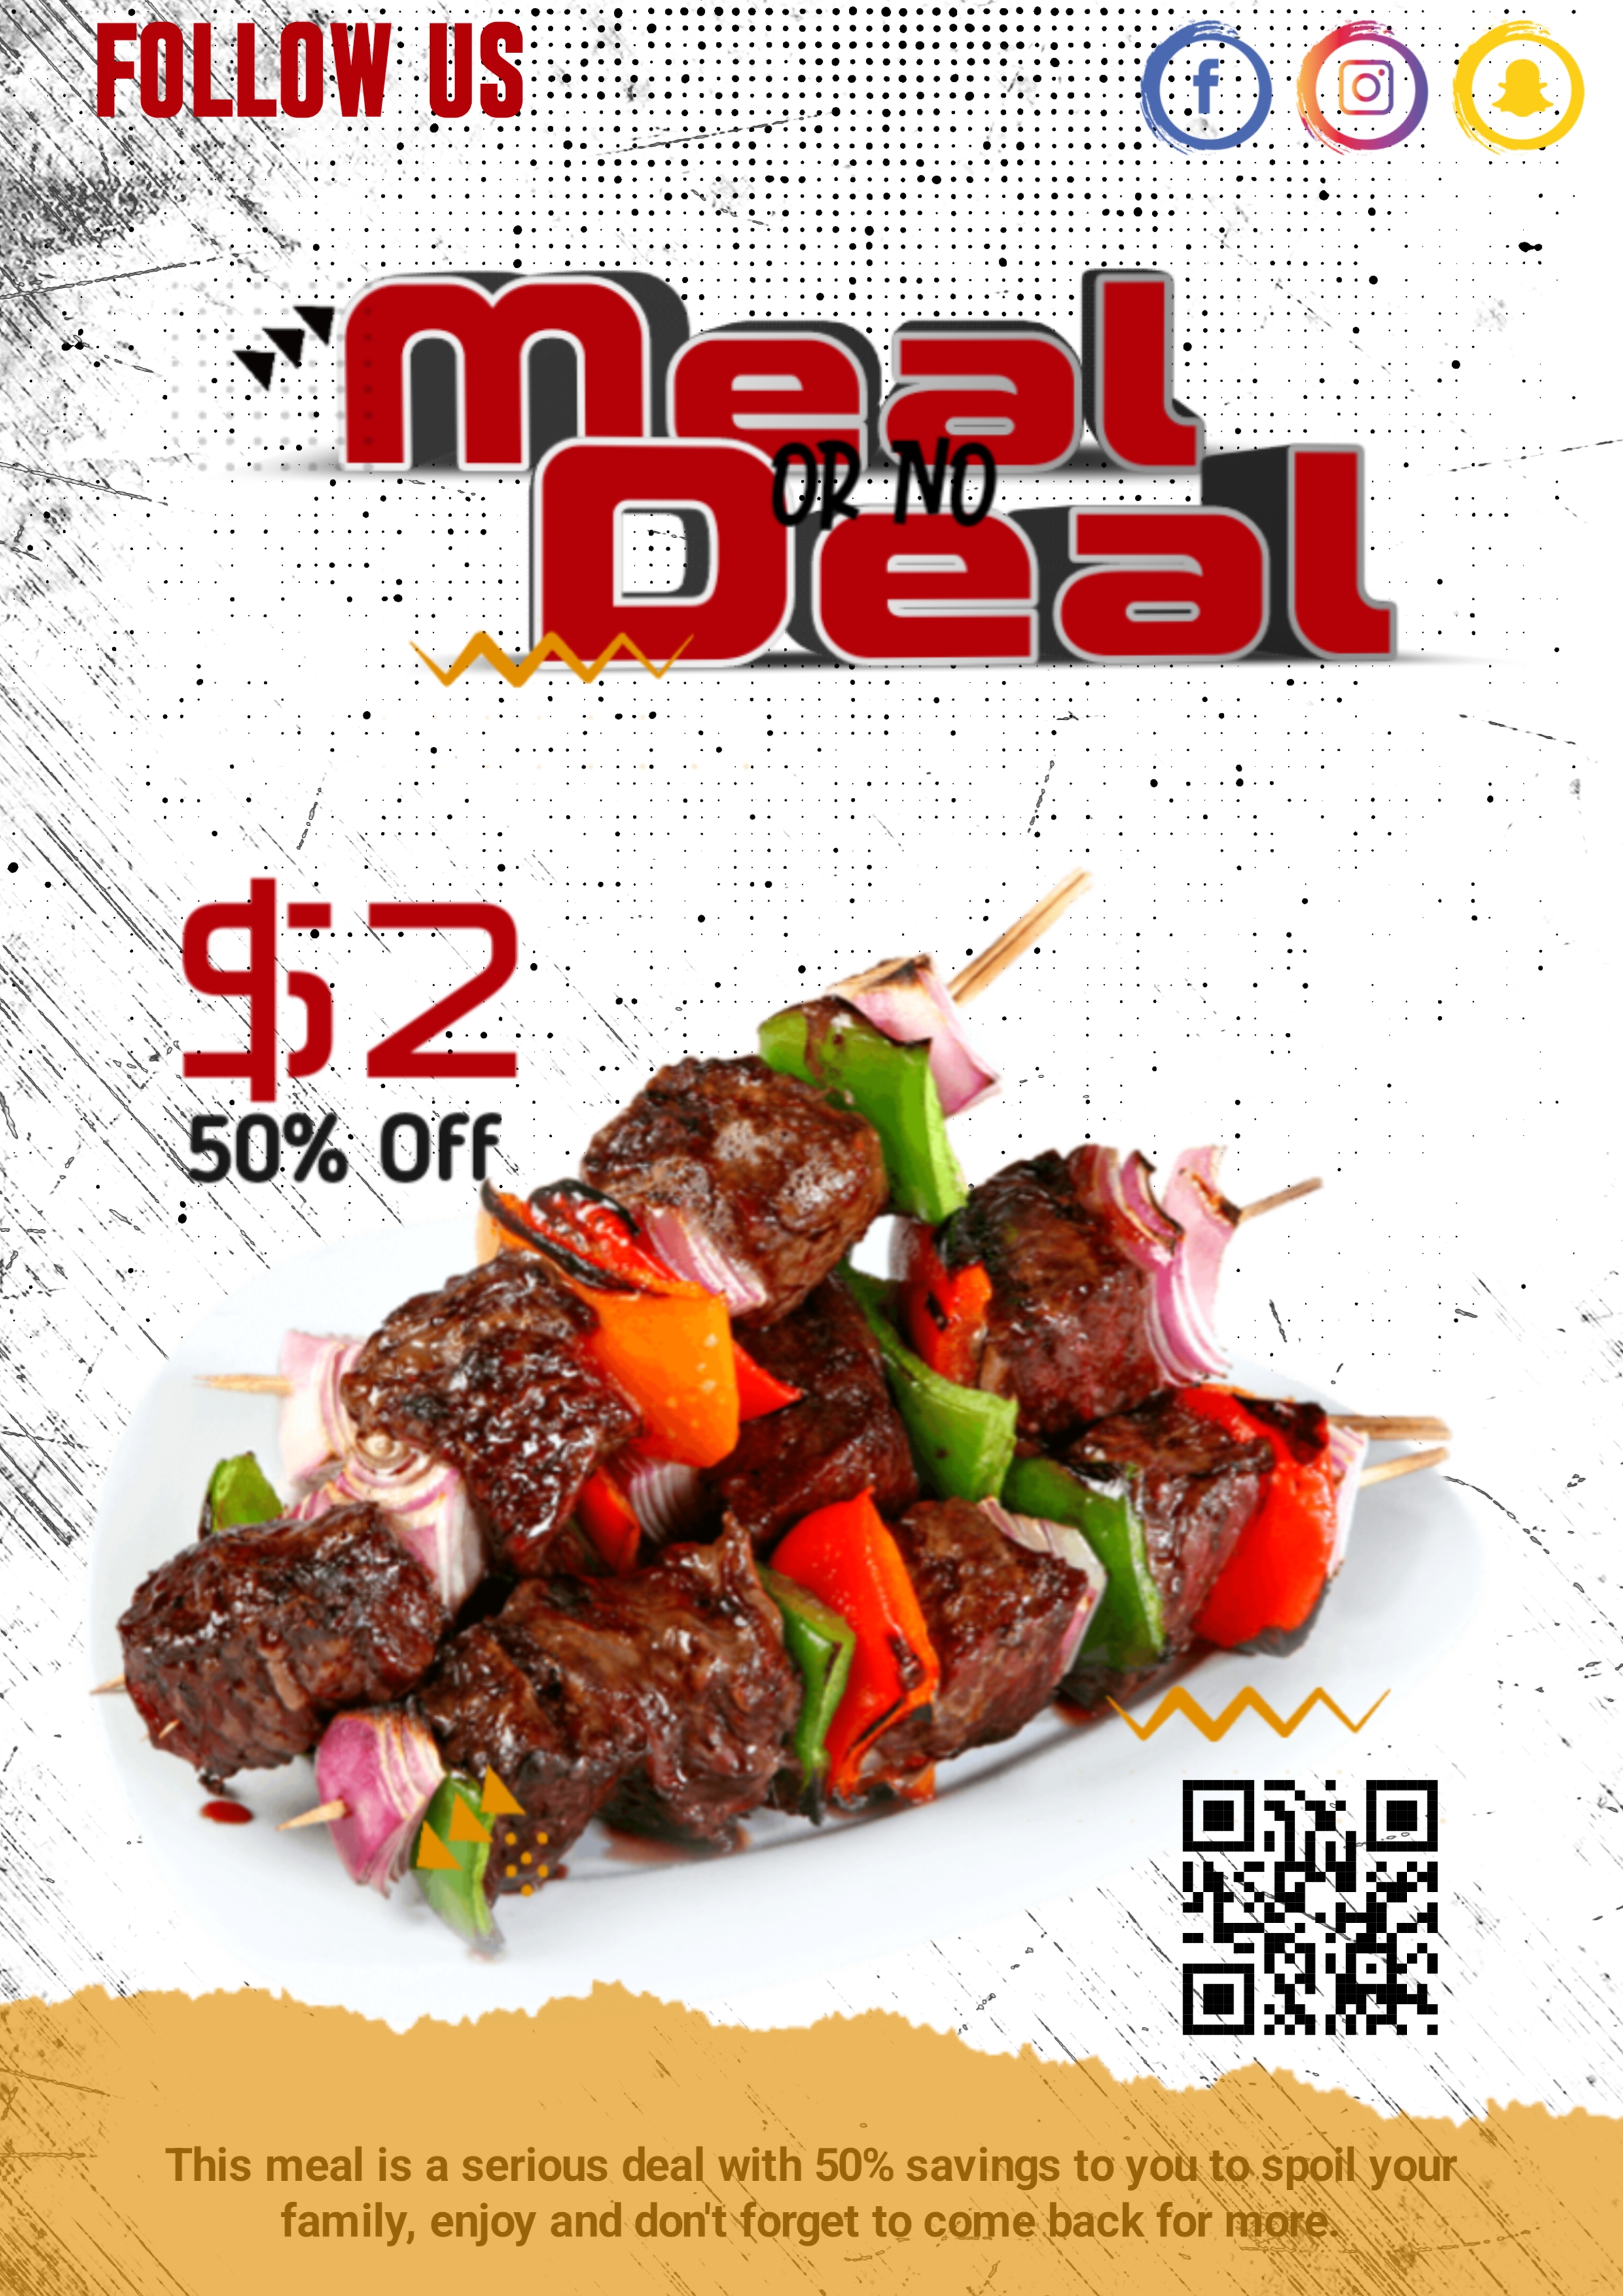 FOLLOW US
Meal
OR NO
Deal
$2
50% Off
This meal is a serious deal with 50% savings to you to spoil your
family, enjoy and don't forget to come back for more.